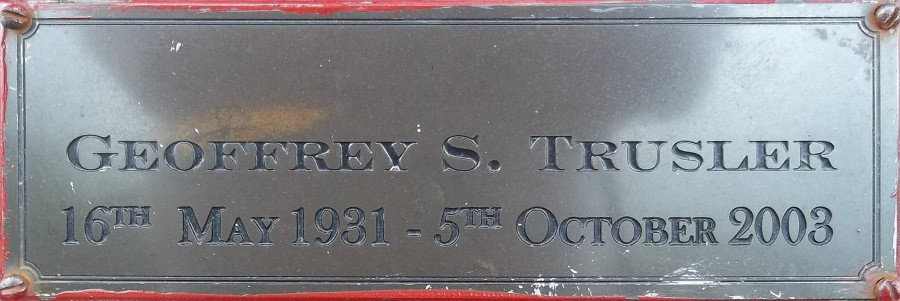 Geoffrey S. Trusler
16th May 1931 - 5th October 2003